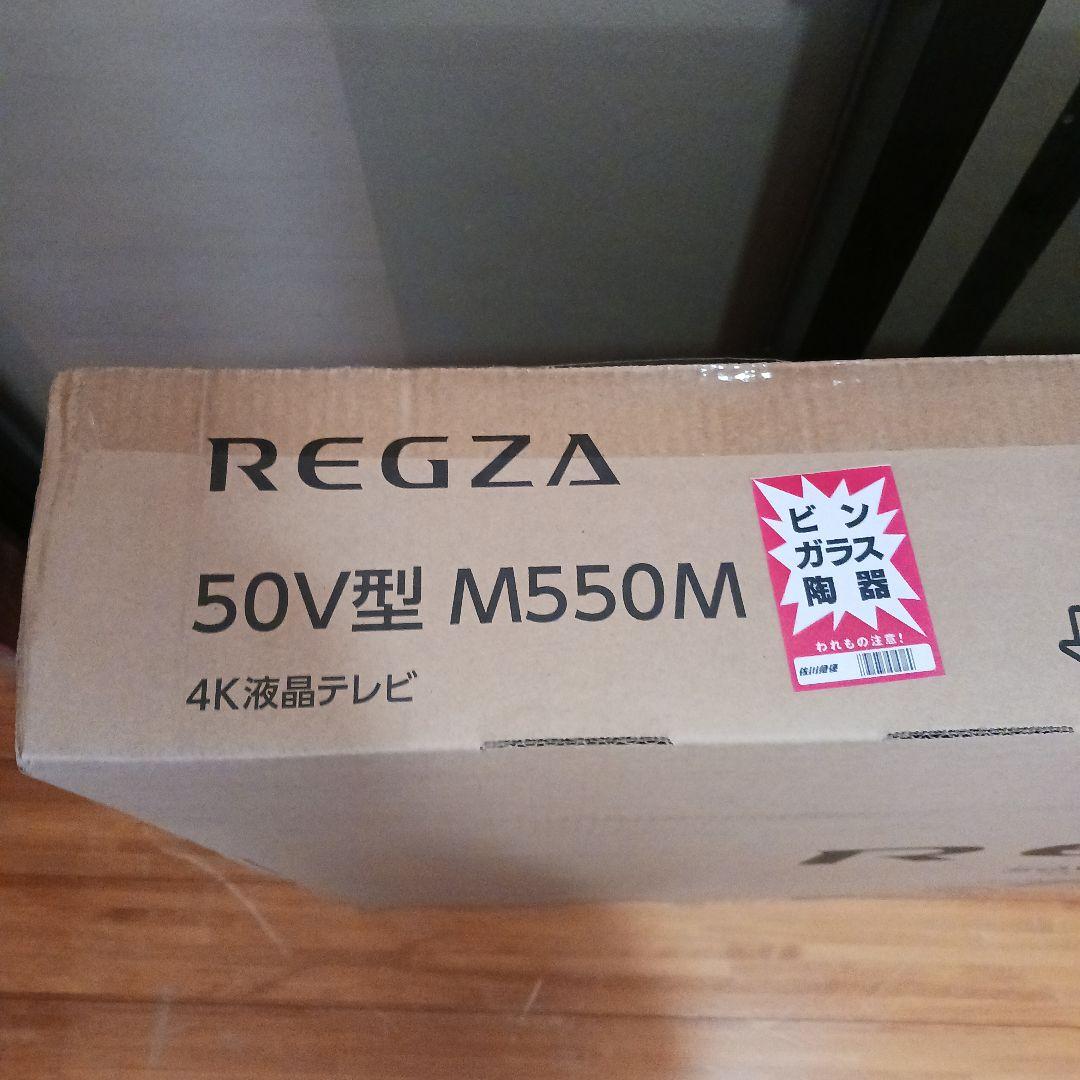 REGZA
50V型 M550M
4K液晶テレビ
ビン
ガラス
陶器
われもの注意!
佐川急便